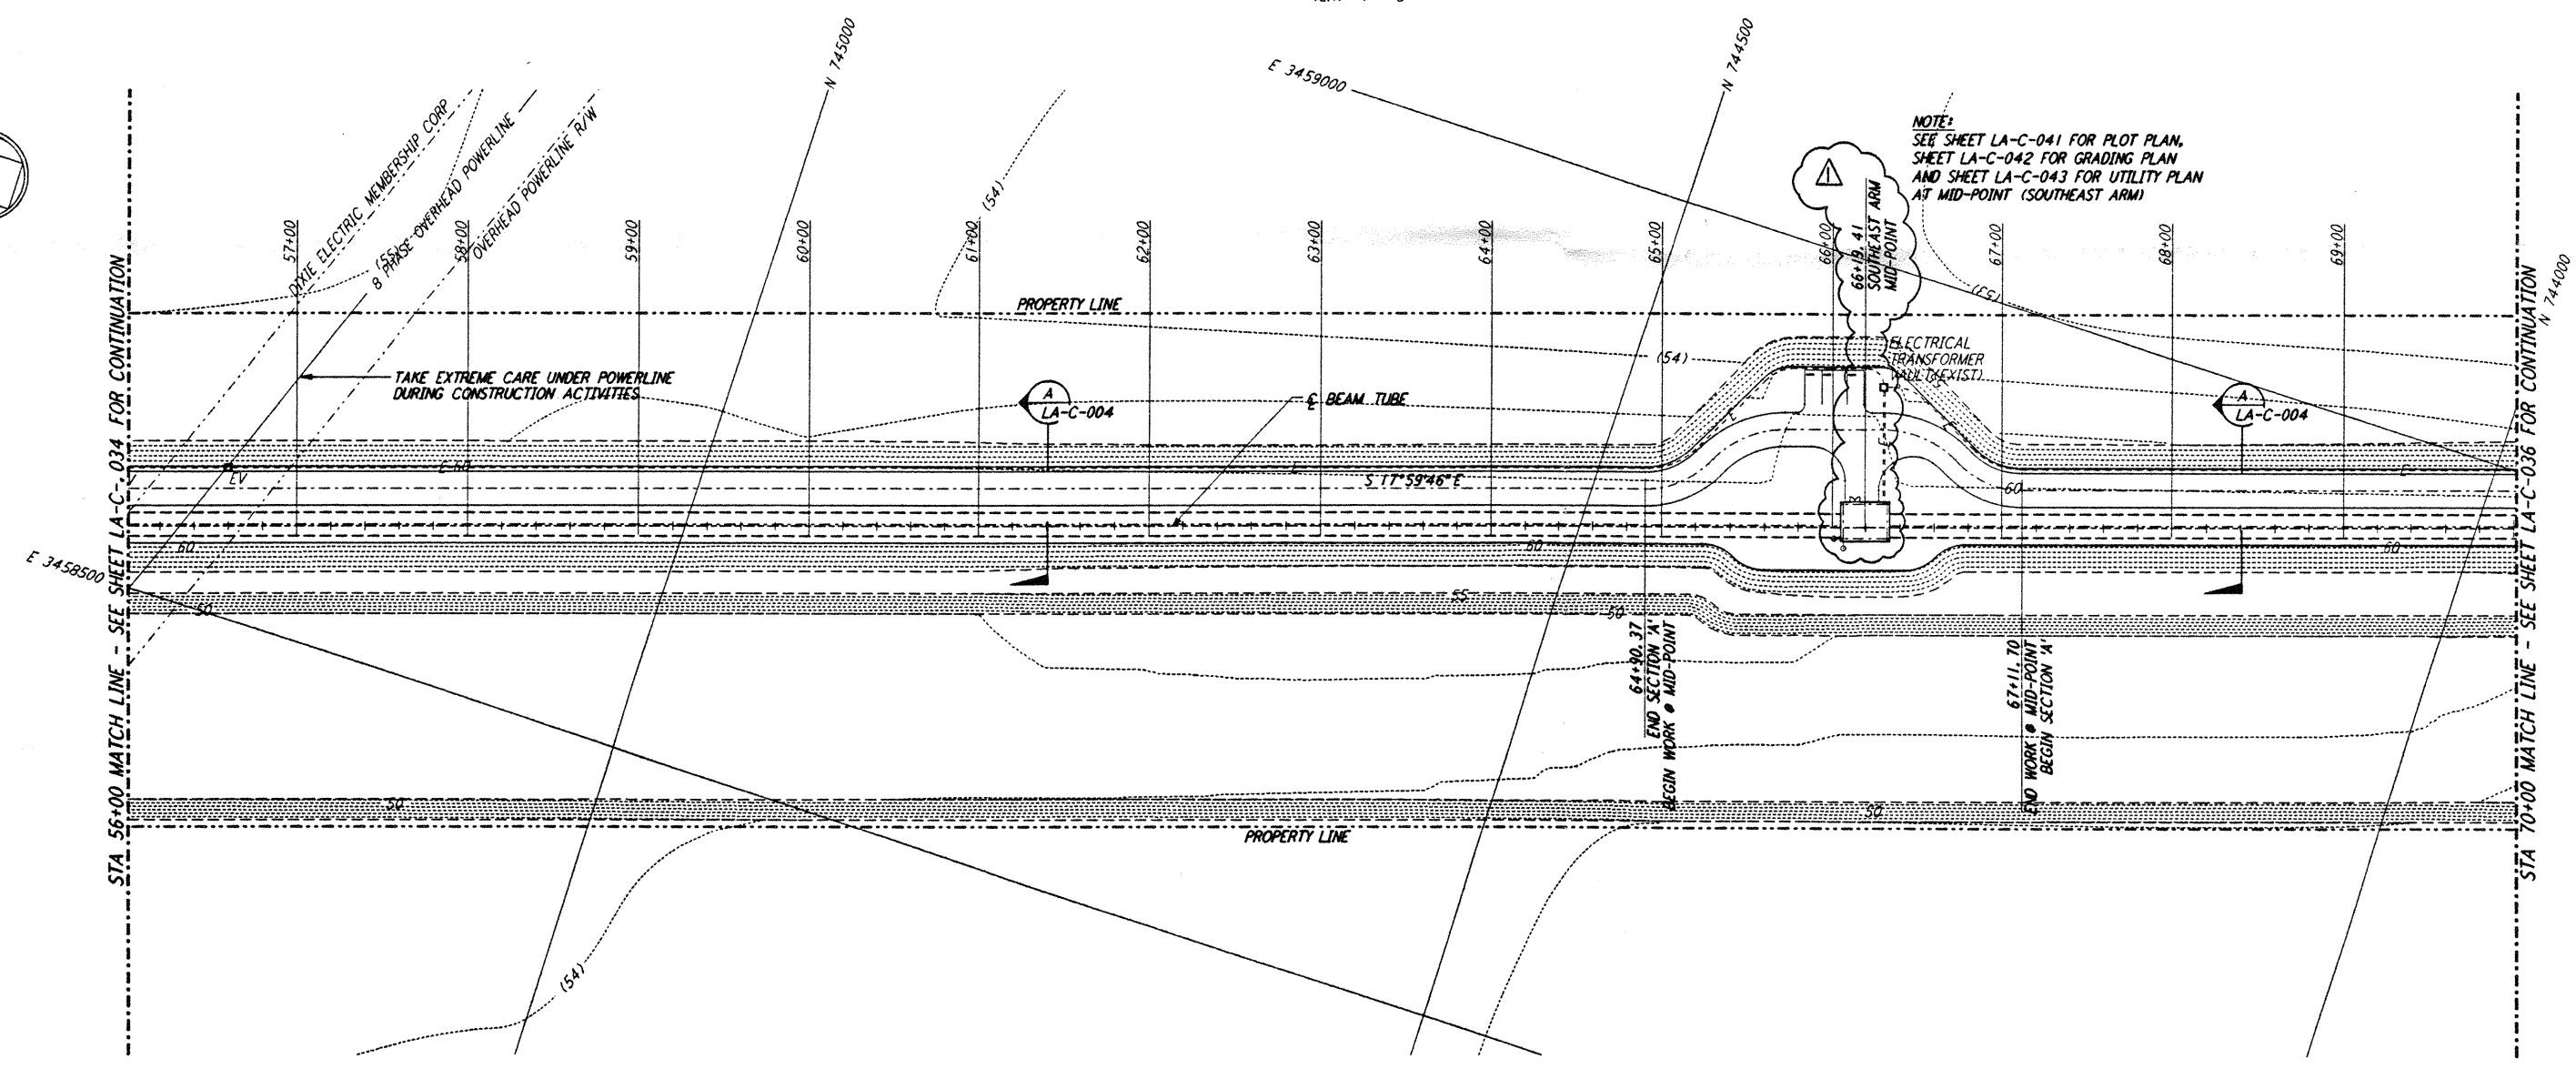 N 745000
E 3459000
N 744500
NOTE:
SEE SHEET LA-C-041 FOR PLOT PLAN,
SHEET LA-C-042 FOR GRADING PLAN
AND SHEET LA-C-043 FOR UTILITY PLAN
AT MID-POINT (SOUTHEAST ARM)
DIXIE ELECTRIC MEMBERSHIP CORP
(55)
8 PHASE OVERHEAD POWERLINE
OVERHEAD POWERLINE R/W
(54)
57+00
58+00
59+00
60+00
61+00
62+00
63+00
64+00
65+00
66+00
66+19.41
SOUTHEAST ARM
MID-POINT
67+00
68+00
69+00
N 744000
(53)
PROPERTY LINE
(54)
ELECTRICAL
TRANSFORMER
VAULT (EXIST)
TAKE EXTREME CARE UNDER POWERLINE
DURING CONSTRUCTION ACTIVITIES
A
LA-C-004
℄ BEAM TUBE
A
LA-C-004
E 60
EV
E
S 17°59'46" E
E
E
E
60
E
60
60
60
E 3458500
50
55
50
64+90.37
END SECTION 'A'
BEGIN WORK @ MID-POINT
67+11.70
END WORK @ MID-POINT
BEGIN SECTION 'A'
50
50
PROPERTY LINE
(54)
STA 56+00 MATCH LINE - SEE SHEET LA-C-034 FOR CONTINUATION
STA 70+00 MATCH LINE - SEE SHEET LA-C-036 FOR CONTINUATION